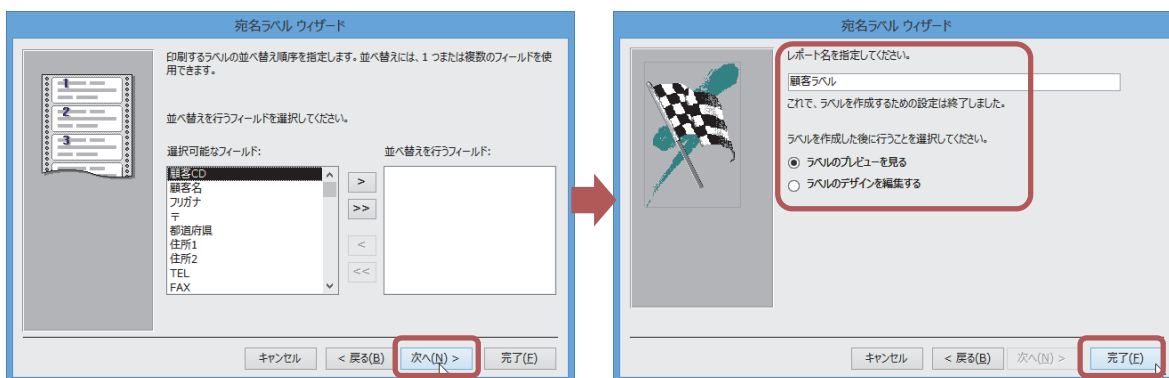 宛名ラベル ウィザード
印刷するラベルの並べ替え順序を指定します。並べ替えには、1 つまたは複数のフィールドを使
用できます。
並べ替えを行うフィールドを選択してください。
選択可能なフィールド:
並べ替えを行うフィールド:
顧客CD
顧客名
フリガナ
〒
都道府県
住所1
住所2
TEL
FAX
>
>>
<
<<
1
2
3
キャンセル
< 戻る(B)
次へ(N) >
完了(F)
宛名ラベル ウィザード
レポート名を指定してください。
顧客ラベル
これで、ラベルを作成するための設定は終了しました。
ラベルを作成した後に行うことを選択してください。
ラベルのプレビューを見る
ラベルのデザインを編集する
キャンセル
< 戻る(B)
次へ(N) >
完了(F)